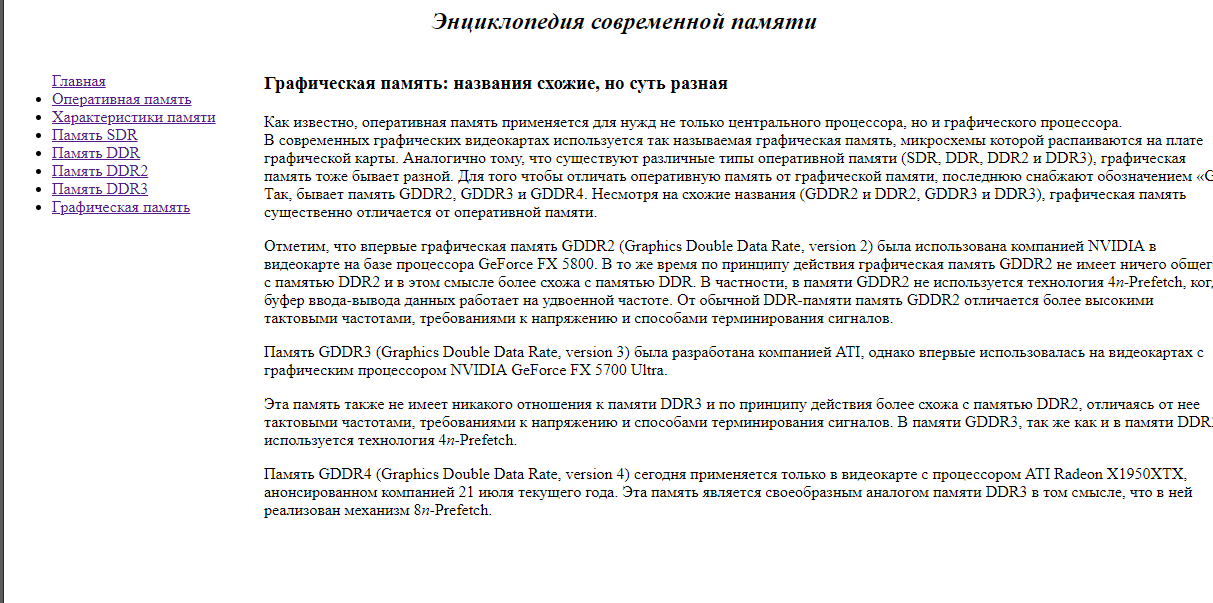 Энциклопедия современной памяти
Главная
Оперативная память
Характеристики памяти
Память SDR
Память DDR
Память DDR2
Память DDR3
Графическая память
Графическая память: названия схожие, но суть разная
Как известно, оперативная память применяется для нужд не только центрального процессора, но и графического процессора.
В современных графических видеокартах используется так называемая графическая память, микросхемы которой распаиваются на плате
графической карты. Аналогично тому, что существуют различные типы оперативной памяти (SDR, DDR, DDR2 и DDR3), графическая
память тоже бывает разной. Для того чтобы отличать оперативную память от графической памяти, последнюю снабжают обозначением «G
Так, бывает память GDDR2, GDDR3 и GDDR4. Несмотря на схожие названия (GDDR2 и DDR2, GDDR3 и DDR3), графическая память
существенно отличается от оперативной памяти.
Отметим, что впервые графическая память GDDR2 (Graphics Double Data Rate, version 2) была использована компанией NVIDIA в
видеокарте на базе процессора GeForce FX 5800. В то же время по принципу действия графическая память GDDR2 не имеет ничего общег
с памятью DDR2 и в этом смысле более схожа с памятью DDR. В частности, в памяти GDDR2 не используется технология 4n-Prefetch, ког
буфер ввода-вывода данных работает на удвоенной частоте. От обычной DDR-памяти память GDDR2 отличается более высокими
тактовыми частотами, требованиями к напряжению и способами терминирования сигналов.
Память GDDR3 (Graphics Double Data Rate, version 3) была разработана компанией ATI, однако впервые использовалась на видеокартах с
графическим процессором NVIDIA GeForce FX 5700 Ultra.
Эта память также не имеет никакого отношения к памяти DDR3 и по принципу действия более схожа с памятью DDR2, отличаясь от нее
тактовыми частотами, требованиями к напряжению и способами терминирования сигналов. В памяти GDDR3, так же как и в памяти DDR
используется технология 4n-Prefetch.
Память GDDR4 (Graphics Double Data Rate, version 4) сегодня применяется только в видеокарте с процессором ATI Radeon X1950XTX,
анонсированном компанией 21 июля текущего года. Эта память является своеобразным аналогом памяти DDR3 в том смысле, что в ней
реализован механизм 8n-Prefetch.